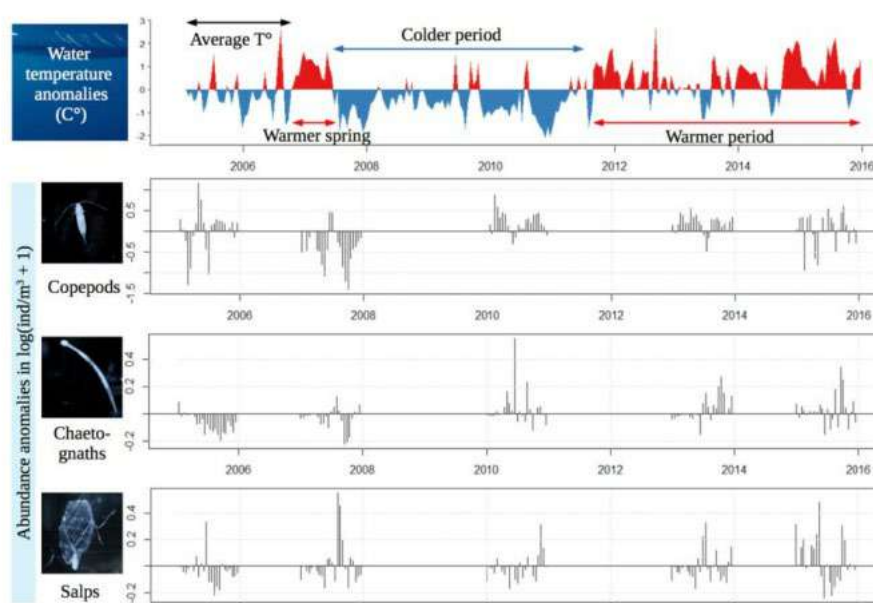 Water
temperature
anomalies
(C°)
3
2
1
0
-1
-2
Average T°
Colder period
Warmer spring
Warmer period
2006
2008
2010
2012
2014
2016
Abundance anomalies in log(ind/m³ + 1)
Copepods
0.5
-0.5
-1.5
2006
2008
2010
2012
2014
2016
Chaeto-
gnaths
0.4
0.2
-0.2
2006
2008
2010
2012
2014
2016
Salps
0.4
0.2
-0.2